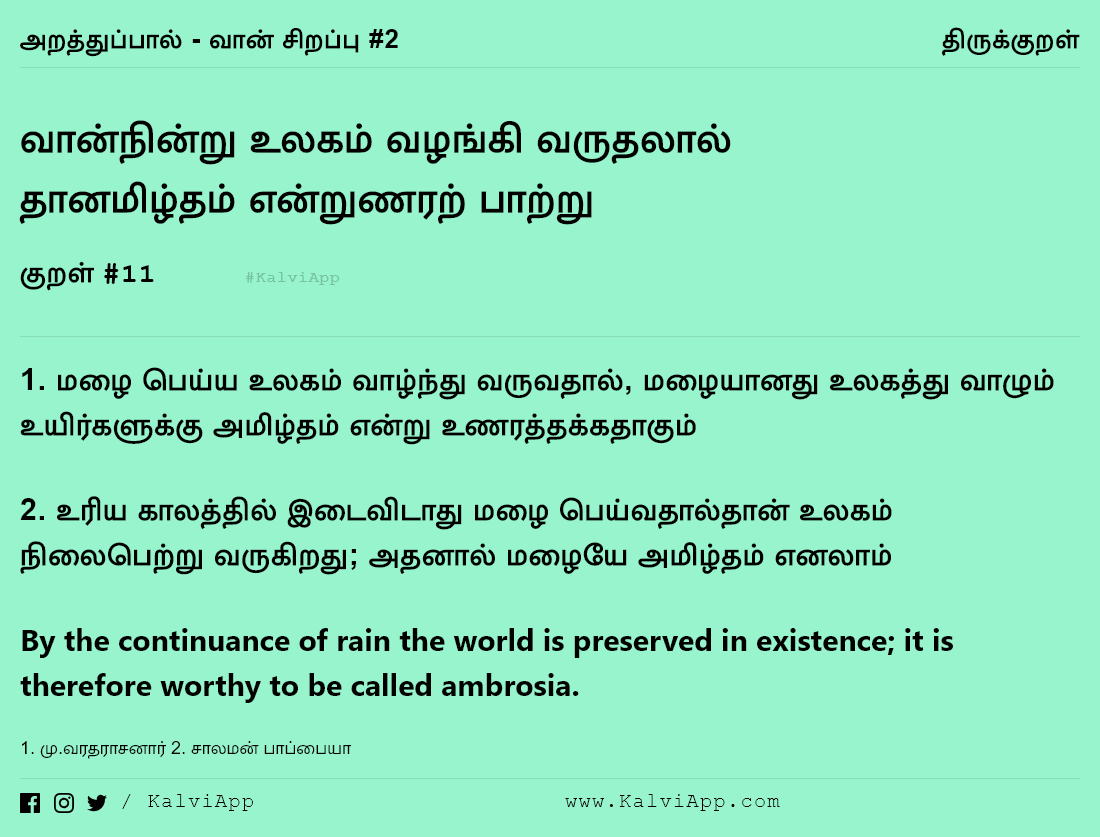 அறத்துப்பால் - வான் சிறப்பு #2
திருக்குறள்
வான்நின்று உலகம் வழங்கி வருதலால்
தானமிழ்தம் என்றுணரற் பாற்று
குறள் #11
#KalviApp
1. மழை பெய்ய உலகம் வாழ்ந்து வருவதால், மழையானது உலகத்து வாழும்
உயிர்களுக்கு அமிழ்தம் என்று உணரத்தக்கதாகும்
2. உரிய காலத்தில் இடைவிடாது மழை பெய்வதால்தான் உலகம்
நிலைபெற்று வருகிறது; அதனால் மழையே அமிழ்தம் எனலாம்
By the continuance of rain the world is preserved in existence; it is
therefore worthy to be called ambrosia.
1. மு.வரதராசனார் 2. சாலமன் பாப்பையா
/ KalviApp
www.KalviApp.com